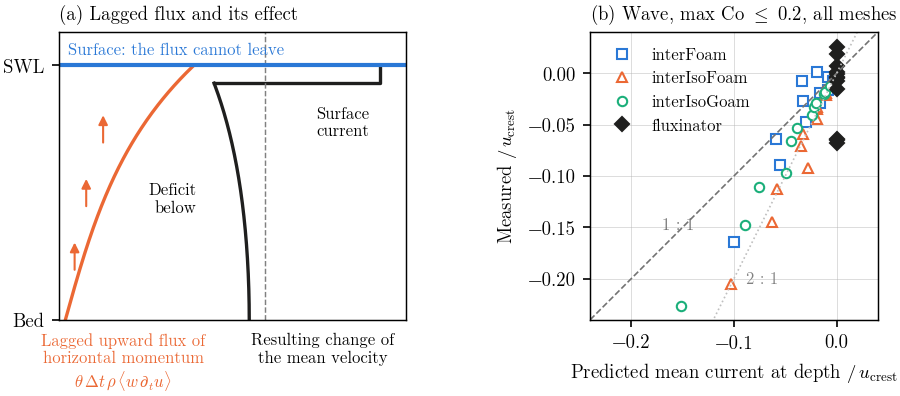 (a) Lagged flux and its effect
Surface: the flux cannot leave
SWL
Surface
current
Deficit
below
Bed
Lagged upward flux of
horizontal momentum
θ Δt ρ ⟨w ∂ₜu⟩
Resulting change of
the mean velocity
(b) Wave, max Co ≤ 0.2, all meshes
interFoam
interIsoFoam
interIsoGoam
fluxinator
Measured / u_crest
0.00
−0.05
−0.10
−0.15
−0.20
1 : 1
2 : 1
−0.2
−0.1
0.0
Predicted mean current at depth / u_crest